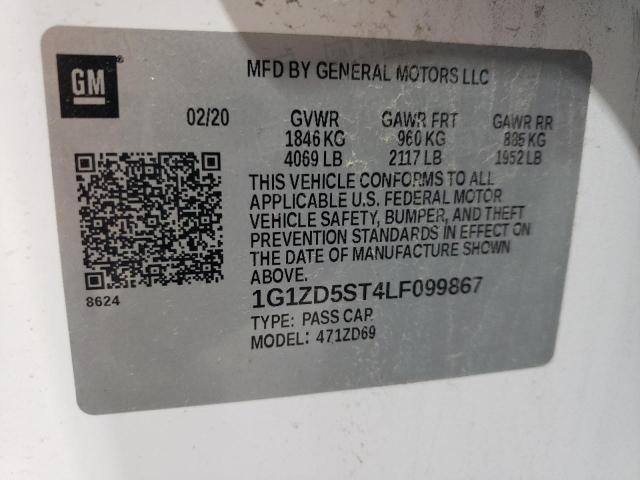 GM
MFD BY GENERAL MOTORS LLC
02/20 GVWR GAWR FRT GAWR RR
1846 KG 960 KG 885 KG
4069 LB 2117 LB 1952 LB
THIS VEHICLE CONFORMS TO ALL
APPLICABLE U.S. FEDERAL MOTOR
VEHICLE SAFETY, BUMPER, AND THEFT
PREVENTION STANDARDS IN EFFECT ON
THE DATE OF MANUFACTURE SHOWN
ABOVE.
8624
1G1ZD5ST4LF099867
TYPE: PASS CAR
MODEL: 471ZD69